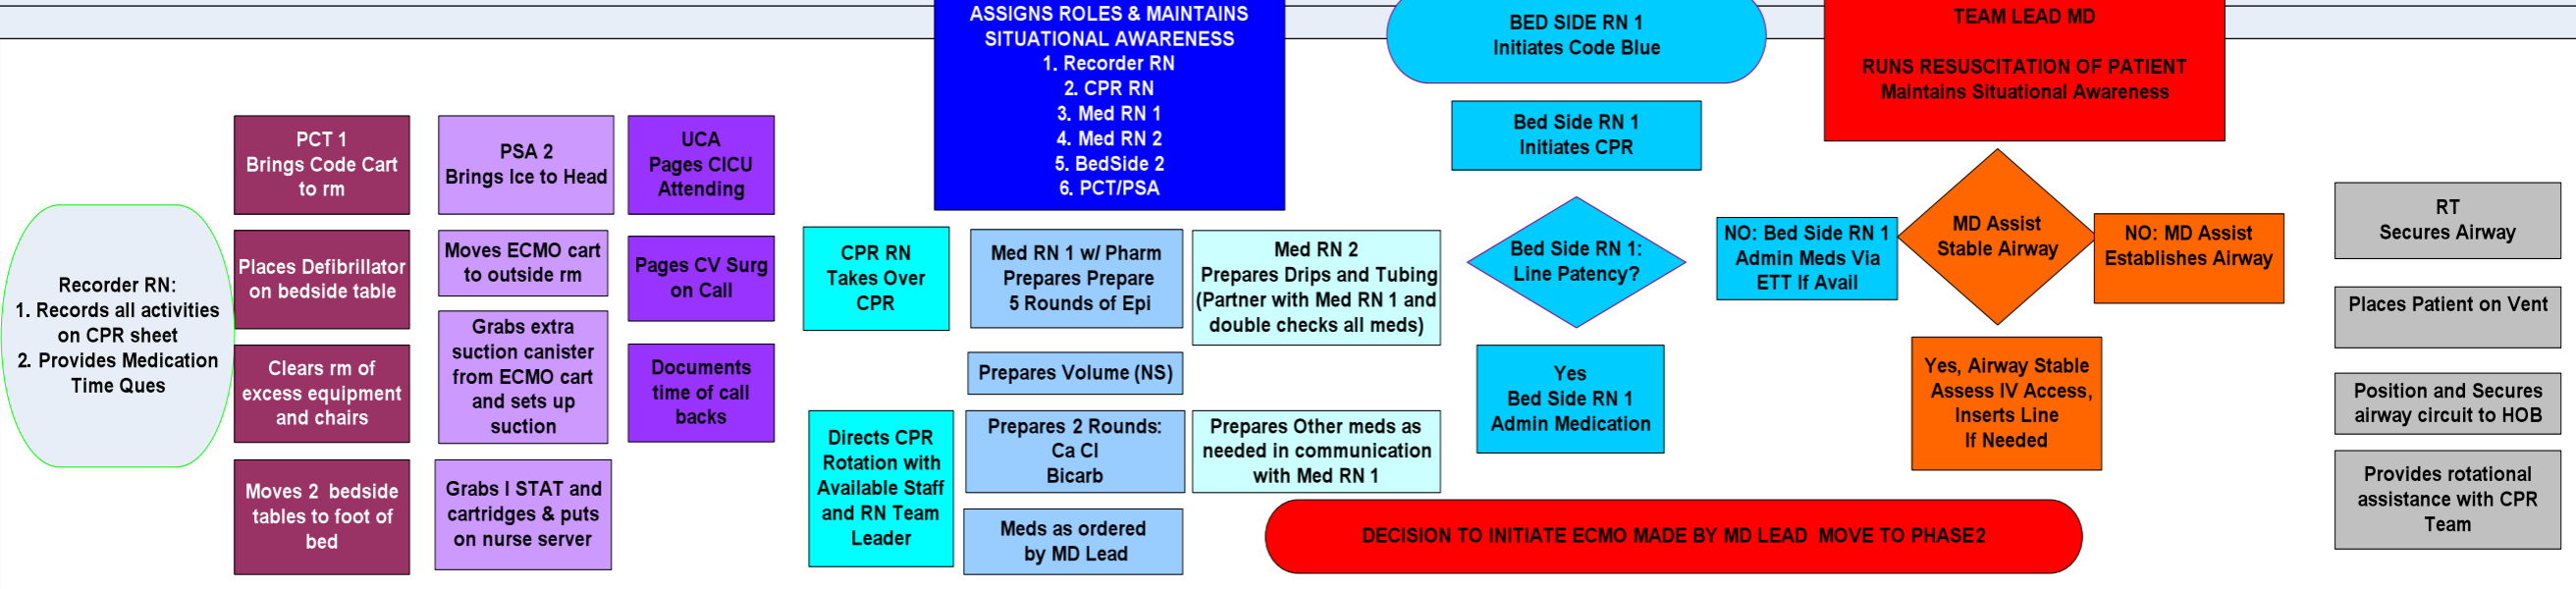 ASSIGNS ROLES & MAINTAINS
SITUATIONAL AWARENESS
1. Recorder RN
2. CPR RN
3. Med RN 1
4. Med RN 2
5. BedSide 2
6. PCT/PSA
BED SIDE RN 1
Initiates Code Blue
TEAM LEAD MD
RUNS RESUSCITATION OF PATIENT
Maintains Situational Awareness
Recorder RN:
1. Records all activities
on CPR sheet
2. Provides Medication
Time Ques
PCT 1
Brings Code Cart
to rm
Places Defibrillator
on bedside table
Clears rm of
excess equipment
and chairs
Moves 2 bedside
tables to foot of
bed
PSA 2
Brings Ice to Head
Moves ECMO cart
to outside rm
Grabs extra
suction canister
from ECMO cart
and sets up
suction
Grabs I STAT and
cartridges & puts
on nurse server
UCA
Pages CICU
Attending
Pages CV Surg
on Call
Documents
time of call
backs
CPR RN
Takes Over
CPR
Directs CPR
Rotation with
Available Staff
and RN Team
Leader
Med RN 1 w/ Pharm
Prepares Prepare
5 Rounds of Epi
Prepares Volume (NS)
Prepares 2 Rounds:
Ca Cl
Bicarb
Meds as ordered
by MD Lead
Med RN 2
Prepares Drips and Tubing
(Partner with Med RN 1 and
double checks all meds)
Prepares Other meds as
needed in communication
with Med RN 1
Bed Side RN 1
Initiates CPR
Bed Side RN 1:
Line Patency?
Yes
Bed Side RN 1
Admin Medication
NO: Bed Side RN 1
Admin Meds Via
ETT If Avail
MD Assist
Stable Airway
NO: MD Assist
Establishes Airway
Yes, Airway Stable
Assess IV Access,
Inserts Line
If Needed
RT
Secures Airway
Places Patient on Vent
Position and Secures
airway circuit to HOB
Provides rotational
assistance with CPR
Team
DECISION TO INITIATE ECMO MADE BY MD LEAD MOVE TO PHASE2